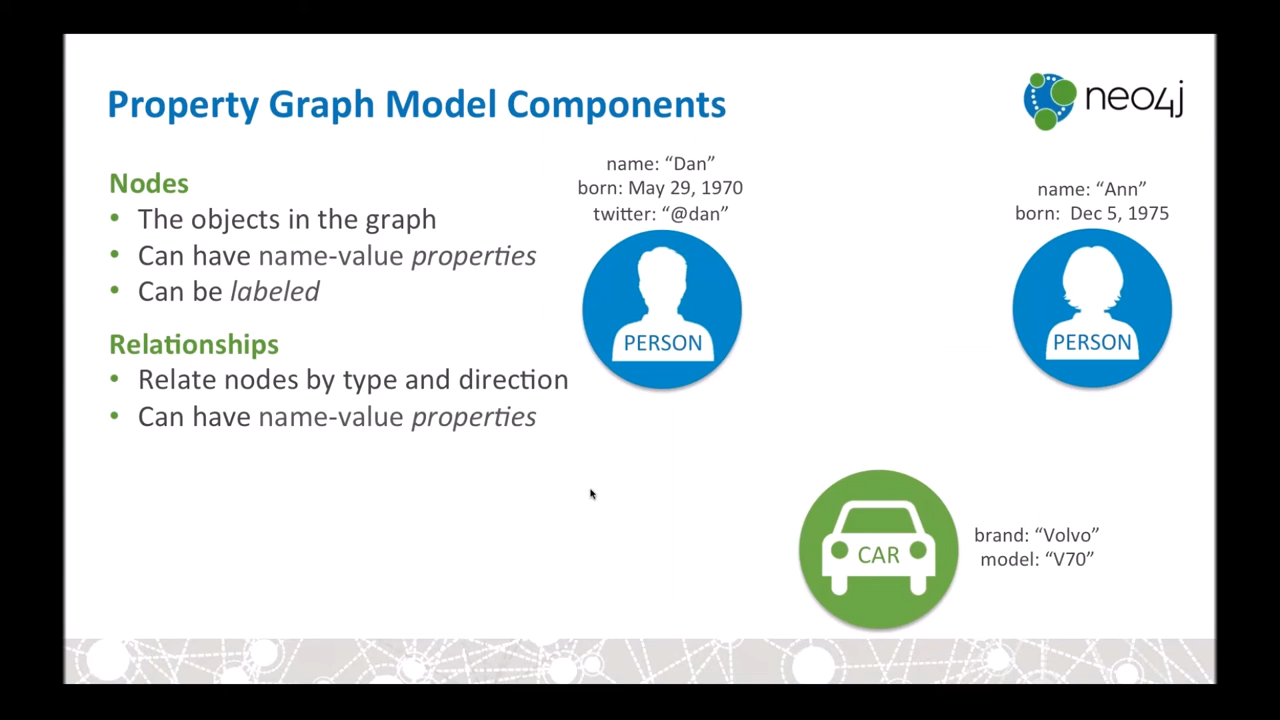 Property Graph Model Components
neo4j
Nodes
• The objects in the graph
• Can have name-value properties
• Can be labeled
Relationships
• Relate nodes by type and direction
• Can have name-value properties
name: “Dan”
born: May 29, 1970
twitter: “@dan”
PERSON
name: “Ann”
born: Dec 5, 1975
PERSON
CAR
brand: “Volvo”
model: “V70”